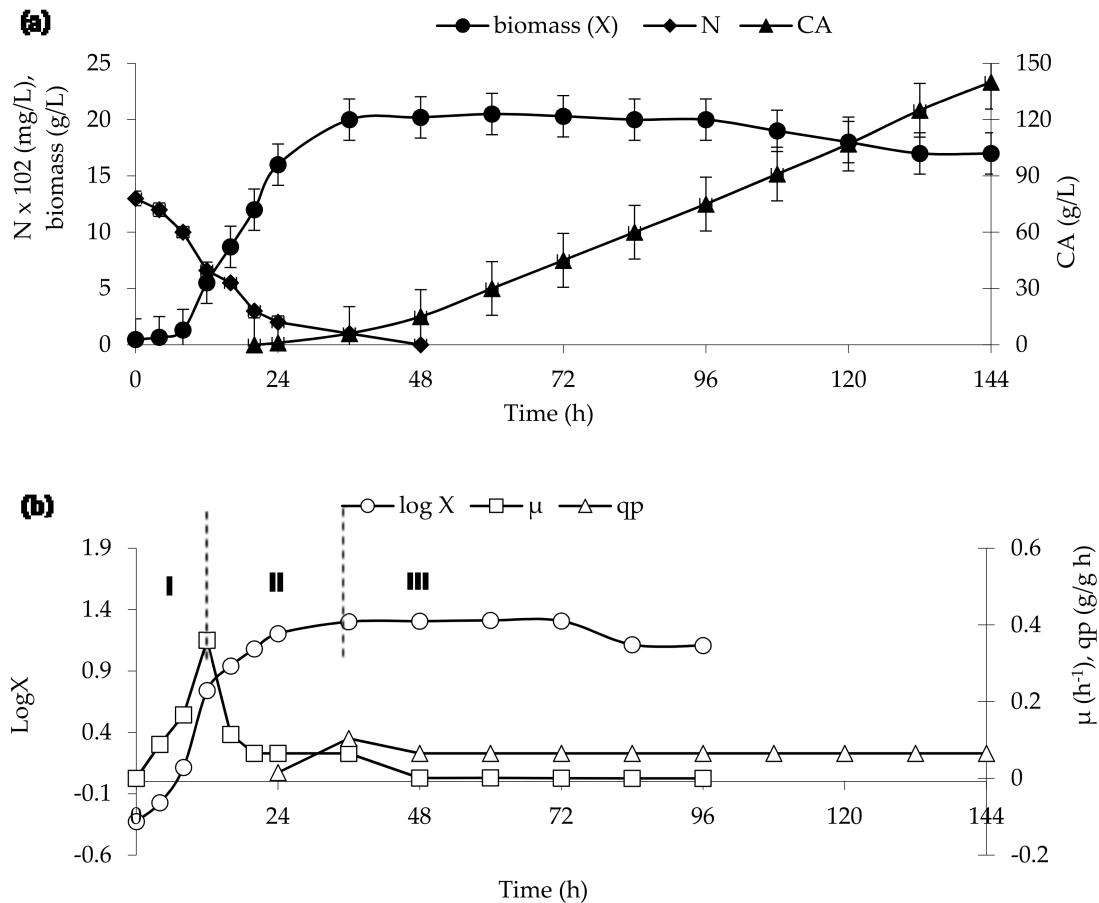 (a)
biomass (X) N CA
N x 102 (mg/L),
biomass (g/L)
25
20
15
10
5
0
150
120
90
60
30
0
CA (g/L)
0 24 48 72 96 120 144
Time (h)
(b)
log X μ qp
I II III
LogX
1.9
1.4
0.9
0.4
-0.1
-0.6
0.6
0.4
0.2
0
-0.2
μ (h-1), qp (g/g h)
0 24 48 72 96 120 144
Time (h)